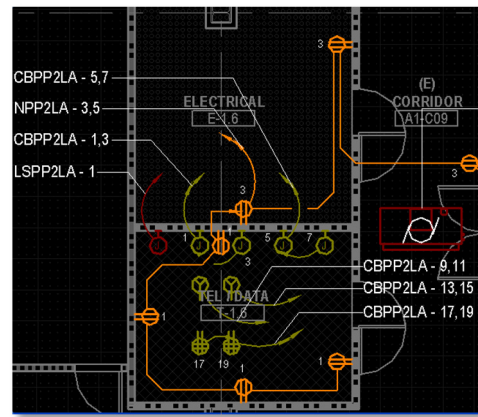 3
(E)
CBPP2LA - 5,7
ELECTRICAL
CORRIDOR
NPP2LA - 3,5
E-1.6
A1-C09
CBPP2LA - 1,3
3
LSPP2LA - 1
3
1
1
5
7
3
CBPP2LA - 9,11
CBPP2LA - 13,15
TEL / DATA
T-1.6
CBPP2LA - 17,19
1
17
19
1
1